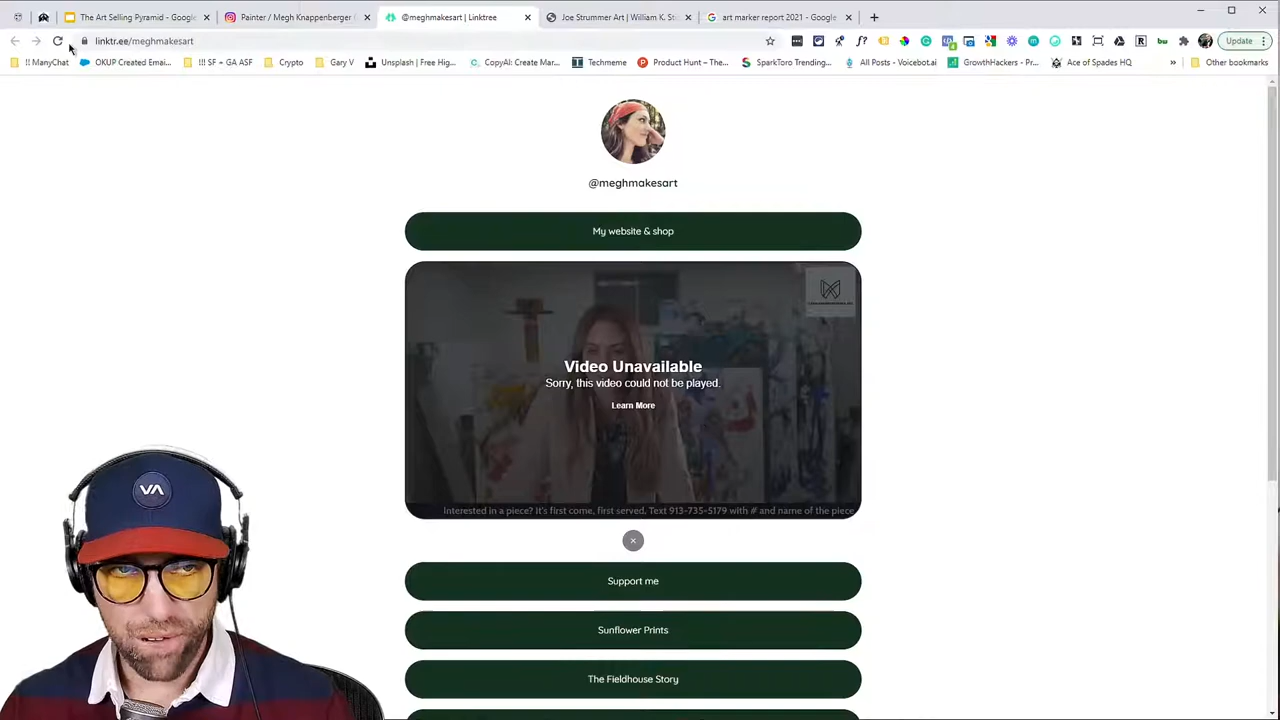 The Art Selling Pyramid - Google
Painter / Megh Knappenberger (
@meghmakesart | Linktree
Joe Strummer Art | William K. Sti
art marker report 2021 - Google
linktr.ee/meghmakesart
Update
!! ManyChat
OKUP Created Emai...
!!! SF + GA ASF
Crypto
Gary V
Unsplash | Free Hig...
CopyAI: Create Mar...
Techmeme
Product Hunt – The...
SparkToro Trending...
All Posts - Voicebot.ai
GrowthHackers - Pr...
Ace of Spades HQ
»
Other bookmarks
@meghmakesart
My website & shop
Video Unavailable
Sorry, this video could not be played.
Learn More
Interested in a piece? It's first come, first served, Text 913-735-5179 with # and name of the piece
Support me
Sunflower Prints
The Fieldhouse Story
VA